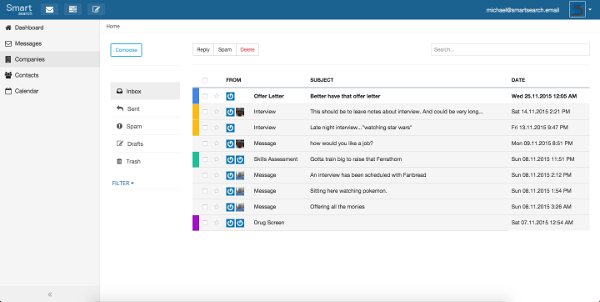 Smart
search
michael@smartsearch.email
Dashboard
Messages
Companies
Contacts
Calendar
Home
Compose
Reply Spam Delete
Search...
Inbox
Sent
Spam
Drafts
Trash
FILTER
FROM SUBJECT DATE
Offer Letter Better have that offer letter Wed 25.11.2015 12:05 AM
Interview This should be to leave notes about interview. And could be very long... Sat 14.11.2015 2:21 PM
Interview Late night interview..."watching star wars" Fri 13.11.2015 9:47 PM
Message how would you like a job? Mon 09.11.2015 8:51 PM
Skills Assessment Gotta train big to raise that Ferrathorn Sun 08.11.2015 11:51 PM
Message An interview has been scheduled with Fanbread Sun 08.11.2015 2:12 PM
Message Sitting here watching pokemon. Sun 08.11.2015 1:54 PM
Message Offering all the monies Sun 08.11.2015 3:26 AM
Drug Screen Sat 07.11.2015 12:54 AM